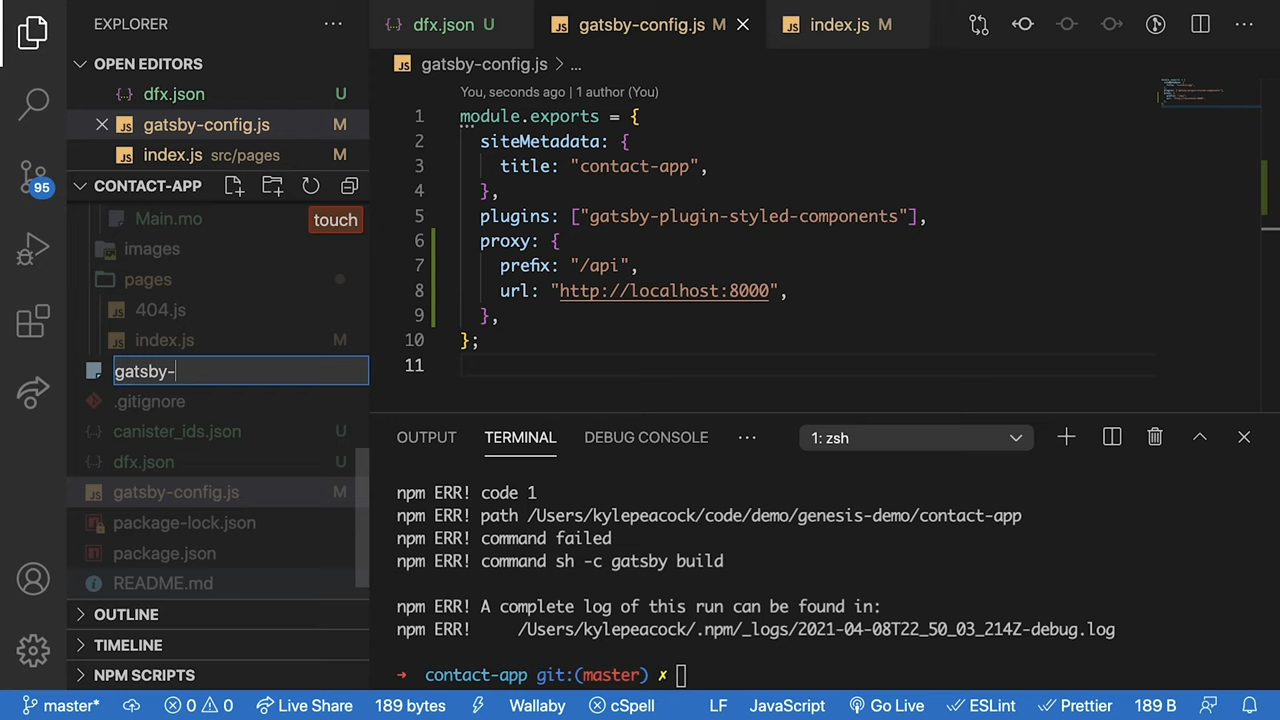 EXPLORER
OPEN EDITORS
{..} dfx.json U
JS gatsby-config.js M
JS index.js src/pages M
CONTACT-APP
Main.mo touch
images
pages
JS 404.js
JS index.js M
gatsby-
.gitignore
{..} canister_ids.json U
{..} dfx.json U
JS gatsby-config.js M
package-lock.json
package.json
README.md
OUTLINE
TIMELINE
NPM SCRIPTS
95
{..} dfx.json U
JS gatsby-config.js M
JS index.js M
JS gatsby-config.js > ...
You, seconds ago | 1 author (You)
1 module.exports = {
2 siteMetadata: {
3 title: "contact-app",
4 },
5 plugins: ["gatsby-plugin-styled-components"],
6 proxy: {
7 prefix: "/api",
8 url: "http://localhost:8000",
9 },
10 };
11
OUTPUT TERMINAL DEBUG CONSOLE ... 1: zsh
npm ERR! code 1
npm ERR! path /Users/kylepeacock/code/demo/genesis-demo/contact-app
npm ERR! command failed
npm ERR! command sh -c gatsby build
npm ERR! A complete log of this run can be found in:
npm ERR! /Users/kylepeacock/.npm/_logs/2021-04-08T22_50_03_214Z-debug.log
➜ contact-app git:(master) ✗
master* 0 0 Live Share 189 bytes Wallaby cSpell LF JavaScript Go Live ESLint Prettier 189 B